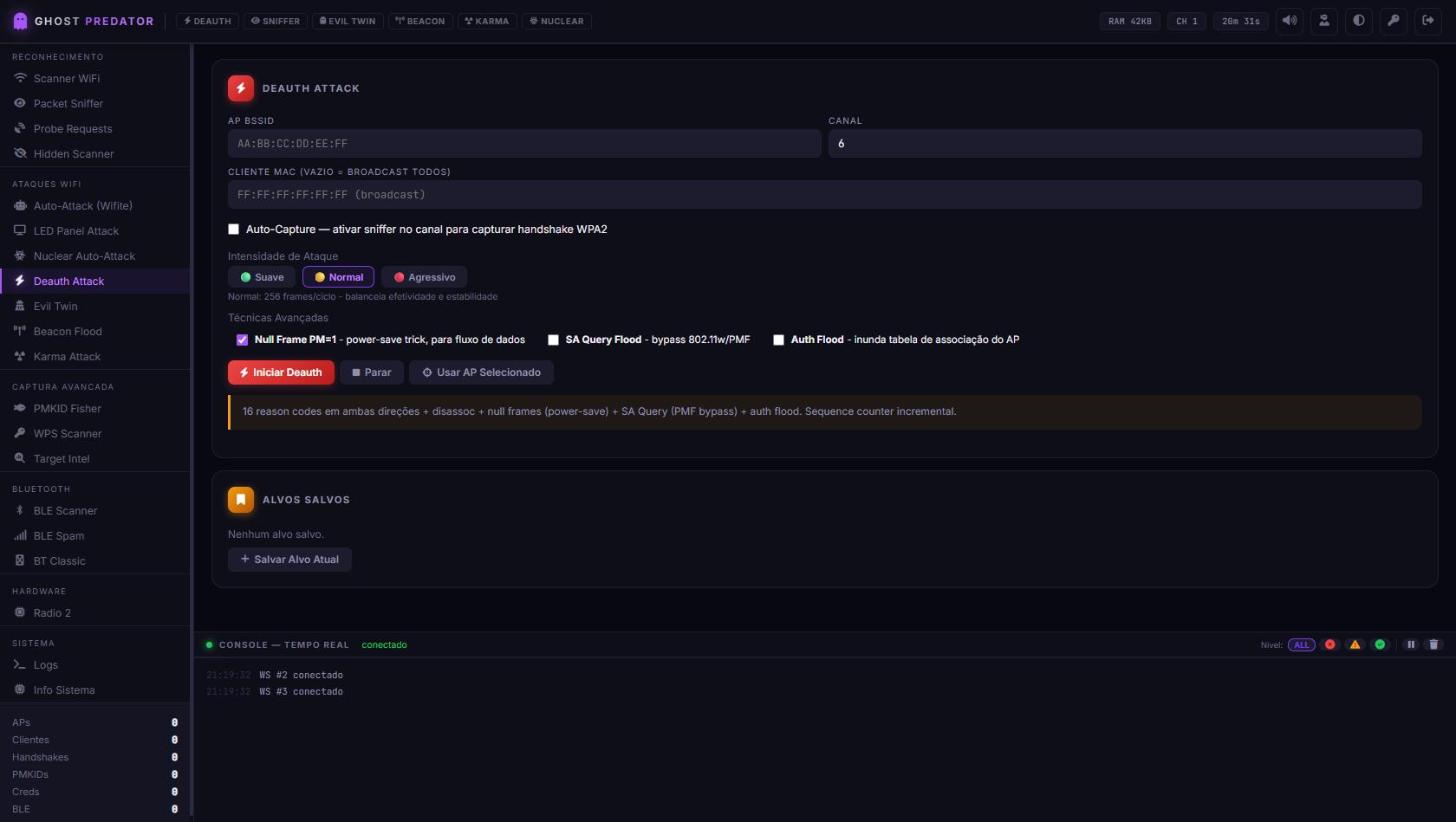 GHOST PREDATOR
DEAUTH
SNIFFER
EVIL TWIN
BEACON
KARMA
NUCLEAR
RAM 42KB
CH 1
20m 31s
RECONHECIMENTO
Scanner WiFi
Packet Sniffer
Probe Requests
Hidden Scanner
ATAQUES WIFI
Auto-Attack (Wifite)
LED Panel Attack
Nuclear Auto-Attack
Deauth Attack
Evil Twin
Beacon Flood
Karma Attack
CAPTURA AVANCADA
PMKID Fisher
WPS Scanner
Target Intel
BLUETOOTH
BLE Scanner
BLE Spam
BT Classic
HARDWARE
Radio 2
SISTEMA
Logs
Info Sistema
APs 0
Clientes 0
Handshakes 0
PMKIDs 0
Creds 0
BLE 0
DEAUTH ATTACK
AP BSSID
AA:BB:CC:DD:EE:FF
CANAL
6
CLIENTE MAC (VAZIO = BROADCAST TODOS)
FF:FF:FF:FF:FF:FF (broadcast)
Auto-Capture — ativar sniffer no canal para capturar handshake WPA2
Intensidade de Ataque
Suave
Normal
Agressivo
Normal: 256 frames/ciclo - balanceia efetividade e estabilidade
Técnicas Avançadas
Null Frame PM=1 - power-save trick, para fluxo de dados
SA Query Flood - bypass 802.11w/PMF
Auth Flood - inunda tabela de associação do AP
Iniciar Deauth
Parar
Usar AP Selecionado
16 reason codes em ambas direções + disassoc + null frames (power-save) + SA Query (PMF bypass) + auth flood. Sequence counter incremental.
ALVOS SALVOS
Nenhum alvo salvo.
+ Salvar Alvo Atual
CONSOLE — TEMPO REAL conectado
Nível: ALL
21:19:32 WS #2 conectado
21:19:32 WS #3 conectado